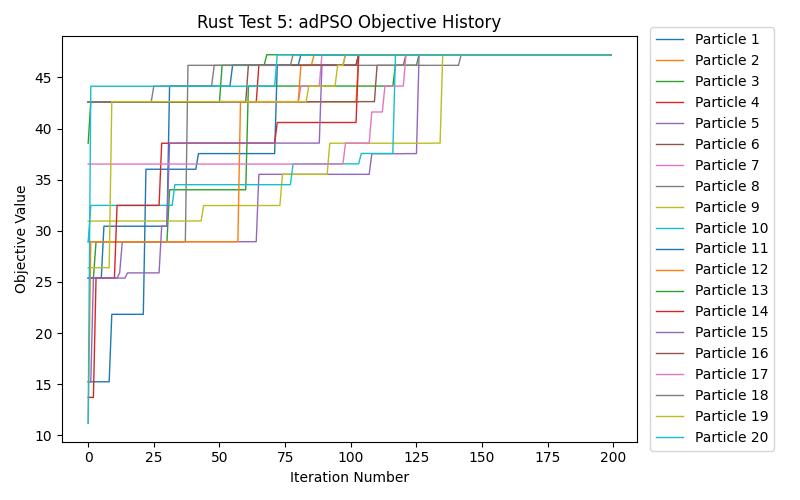 Rust Test 5: adPSO Objective History
Objective Value
45
40
35
30
25
20
15
10
0 25 50 75 100 125 150 175 200
Iteration Number
Particle 1
Particle 2
Particle 3
Particle 4
Particle 5
Particle 6
Particle 7
Particle 8
Particle 9
Particle 10
Particle 11
Particle 12
Particle 13
Particle 14
Particle 15
Particle 16
Particle 17
Particle 18
Particle 19
Particle 20